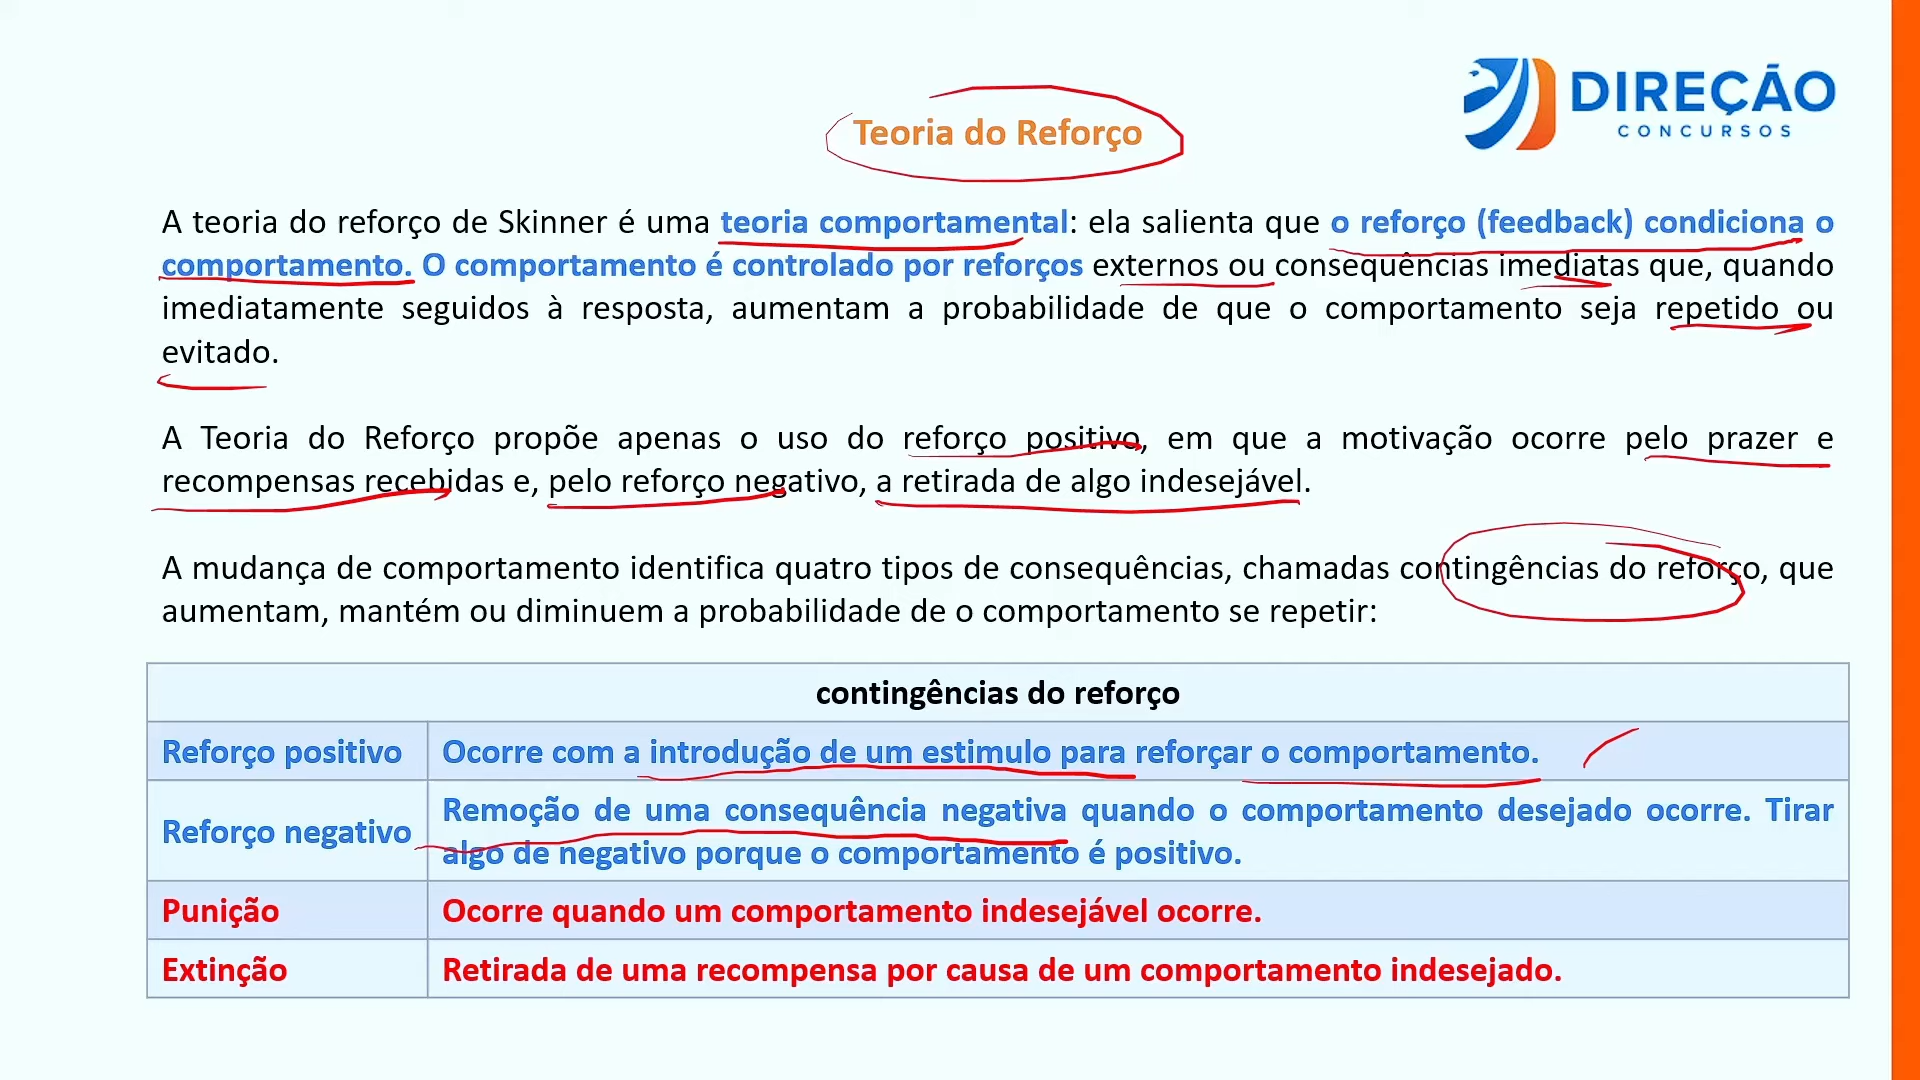 DIREÇÃO
CONCURSOS
Teoria do Reforço
A teoria do reforço de Skinner é uma teoria comportamental: ela salienta que o reforço (feedback) condiciona o
comportamento. O comportamento é controlado por reforços externos ou consequências imediatas que, quando
imediatamente seguidos à resposta, aumentam a probabilidade de que o comportamento seja repetido ou
evitado.
A Teoria do Reforço propõe apenas o uso do reforço positivo, em que a motivação ocorre pelo prazer e
recompensas recebidas e, pelo reforço negativo, a retirada de algo indesejável.
A mudança de comportamento identifica quatro tipos de consequências, chamadas contingências do reforço, que
aumentam, mantém ou diminuem a probabilidade de o comportamento se repetir:
contingências do reforço
Reforço positivo Ocorre com a introdução de um estimulo para reforçar o comportamento.
Reforço negativo Remoção de uma consequência negativa quando o comportamento desejado ocorre. Tirar
algo de negativo porque o comportamento é positivo.
Punição Ocorre quando um comportamento indesejável ocorre.
Extinção Retirada de uma recompensa por causa de um comportamento indesejado.